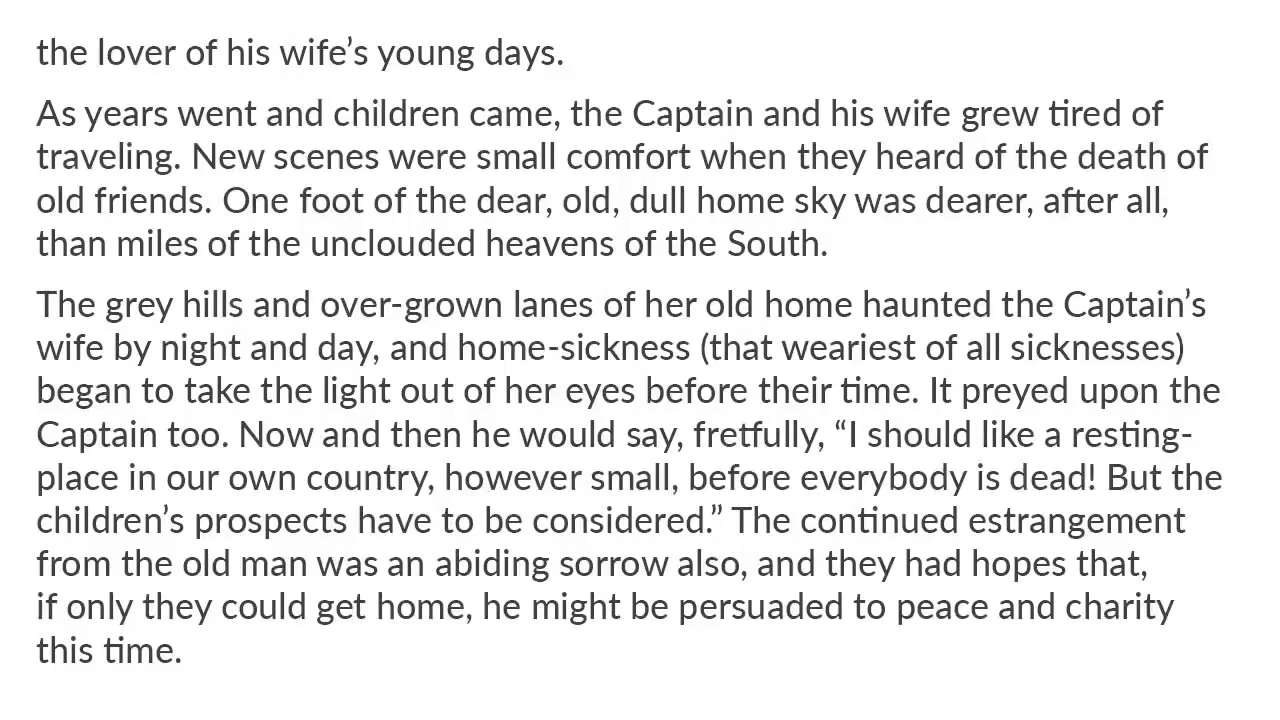 the lover of his wife’s young days.
As years went and children came, the Captain and his wife grew tired of
traveling. New scenes were small comfort when they heard of the death of
old friends. One foot of the dear, old, dull home sky was dearer, after all,
than miles of the unclouded heavens of the South.
The grey hills and over-grown lanes of her old home haunted the Captain’s
wife by night and day, and home-sickness (that weariest of all sicknesses)
began to take the light out of her eyes before their time. It preyed upon the
Captain too. Now and then he would say, fretfully, “I should like a resting-
place in our own country, however small, before everybody is dead! But the
children’s prospects have to be considered.” The continued estrangement
from the old man was an abiding sorrow also, and they had hopes that,
if only they could get home, he might be persuaded to peace and charity
this time.